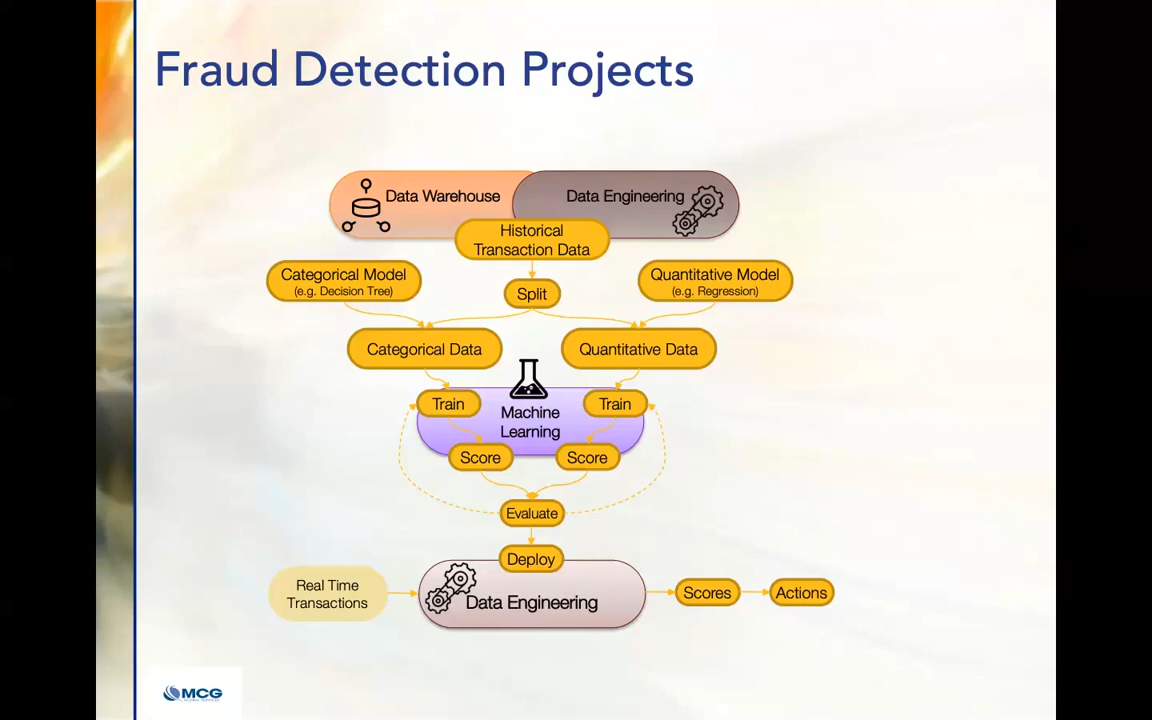 Fraud Detection Projects
Data Warehouse
Data Engineering
Historical
Transaction Data
Categorical Model
(e.g. Decision Tree)
Split
Quantitative Model
(e.g. Regression)
Categorical Data
Quantitative Data
Train
Machine
Learning
Train
Score
Score
Evaluate
Deploy
Real Time
Transactions
Data Engineering
Scores
Actions
MCG